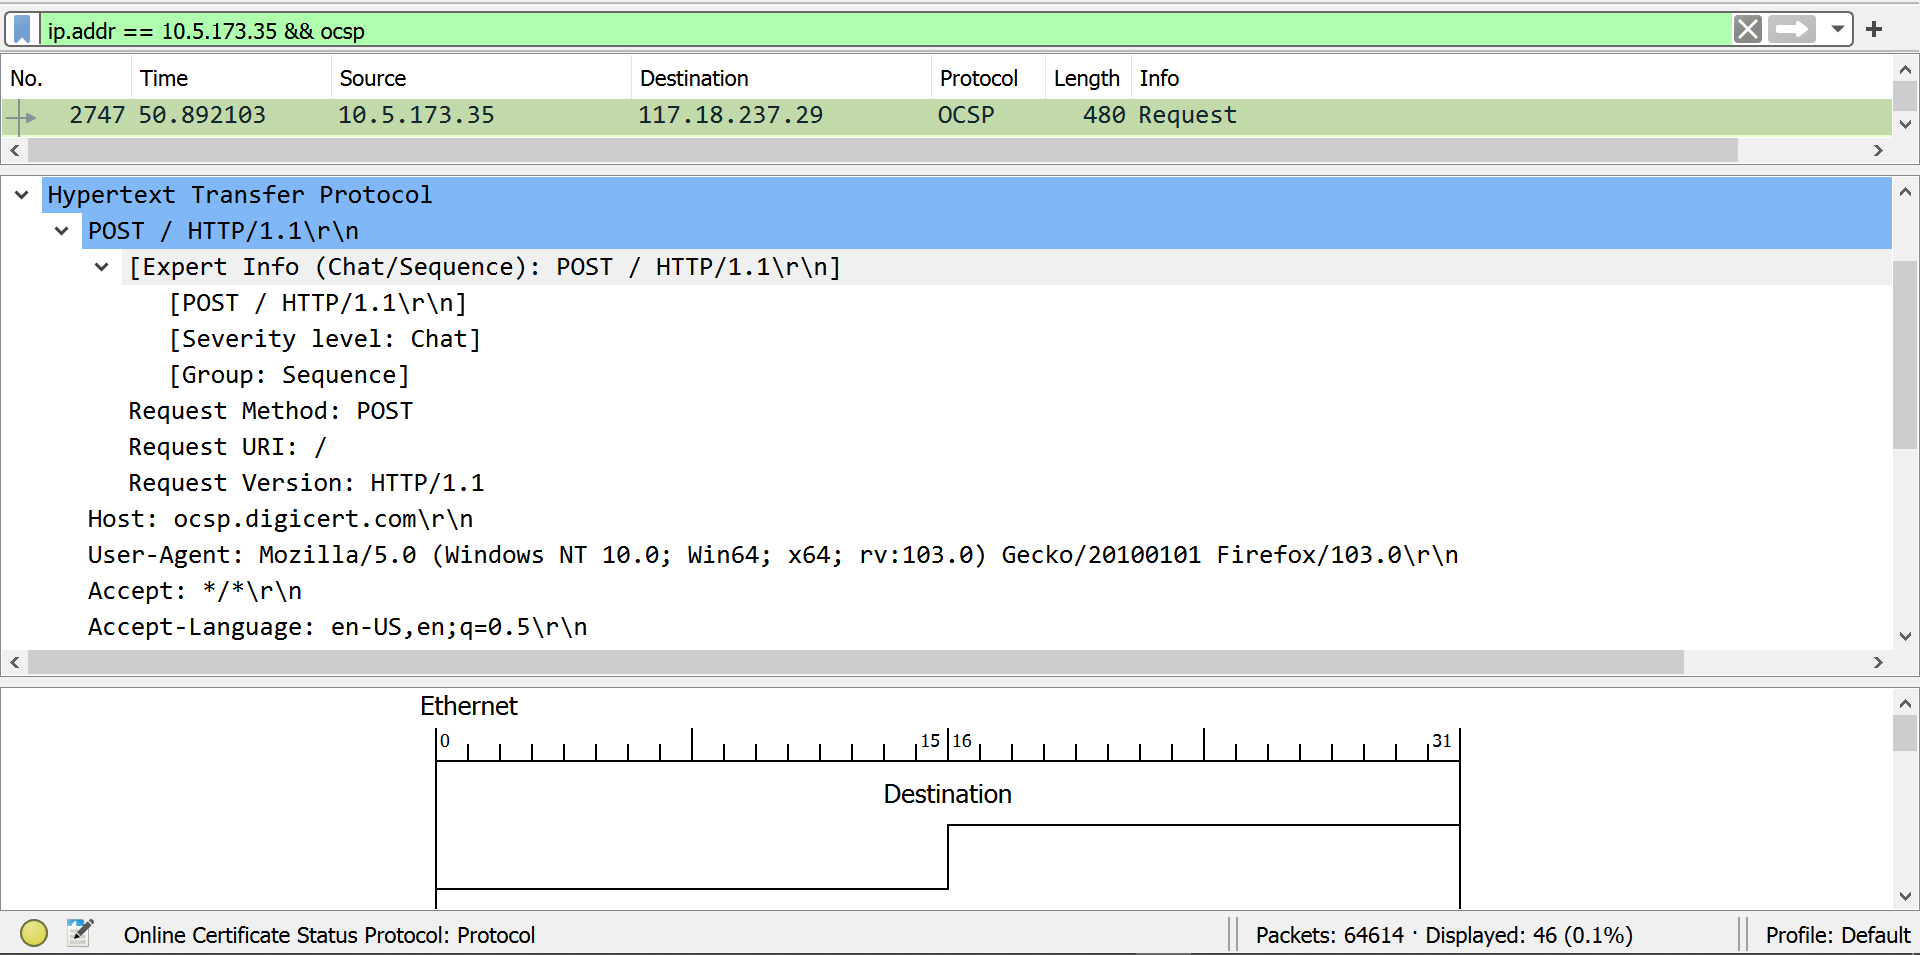 ip.addr == 10.5.173.35 && ocsp
No. Time Source Destination Protocol Length Info
2747 50.892103 10.5.173.35 117.18.237.29 OCSP 480 Request
Hypertext Transfer Protocol
POST / HTTP/1.1\r\n
[Expert Info (Chat/Sequence): POST / HTTP/1.1\r\n]
[POST / HTTP/1.1\r\n]
[Severity level: Chat]
[Group: Sequence]
Request Method: POST
Request URI: /
Request Version: HTTP/1.1
Host: ocsp.digicert.com\r\n
User-Agent: Mozilla/5.0 (Windows NT 10.0; Win64; x64; rv:103.0) Gecko/20100101 Firefox/103.0\r\n
Accept: */*\r\n
Accept-Language: en-US,en;q=0.5\r\n
Ethernet
0 15 16 31
Destination
Online Certificate Status Protocol: Protocol Packets: 64614 · Displayed: 46 (0.1%) Profile: Default